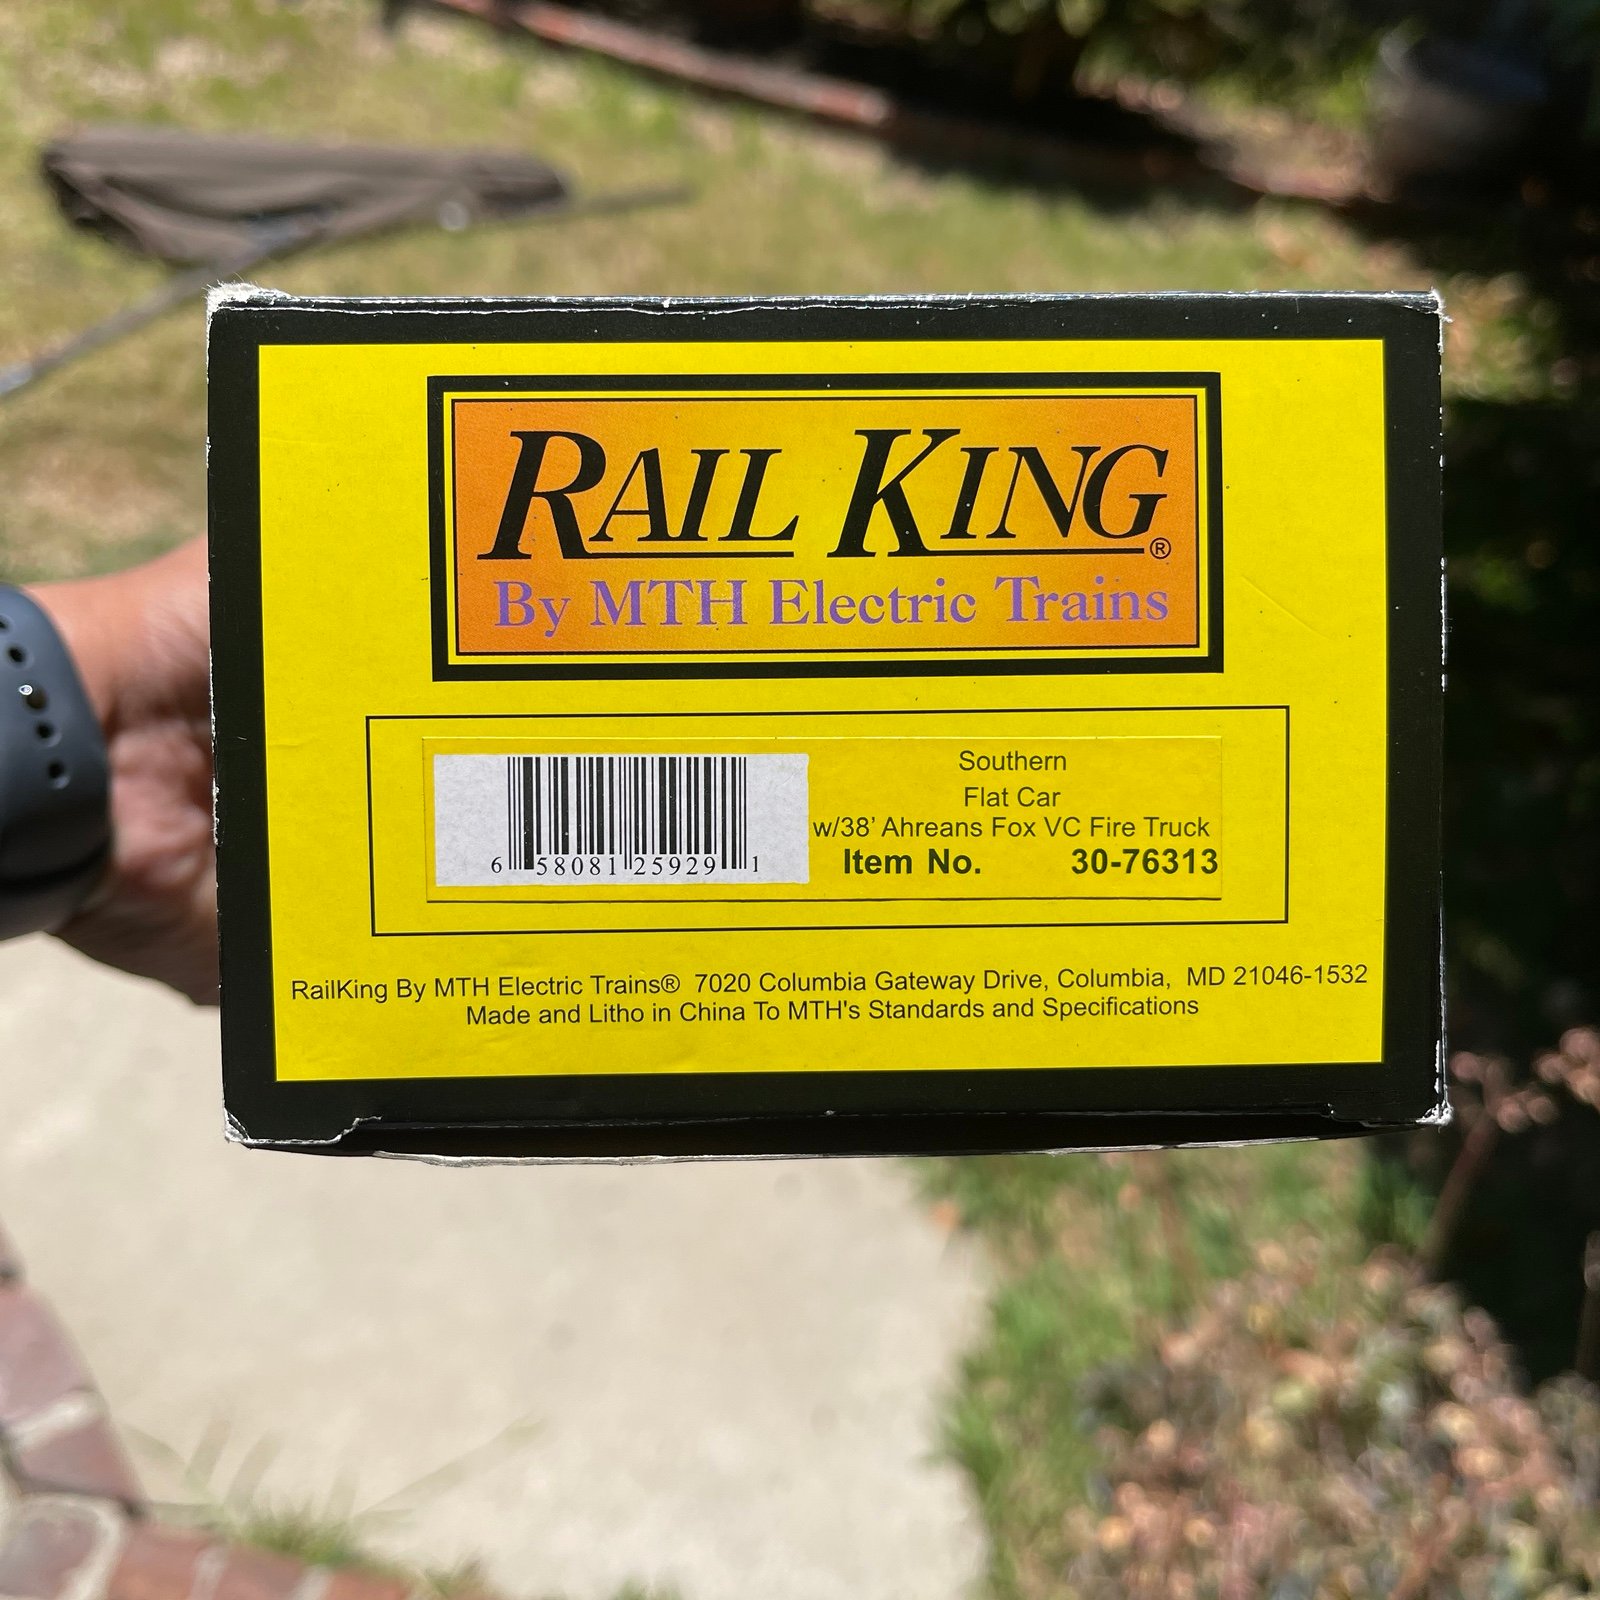 RAIL KING®
By MTH Electric Trains
Southern
Flat Car
w/38' Ahreans Fox VC Fire Truck
Item No. 30-76313
6 58081 25929 1
RailKing By MTH Electric Trains® 7020 Columbia Gateway Drive, Columbia, MD 21046-1532
Made and Litho in China To MTH's Standards and Specifications